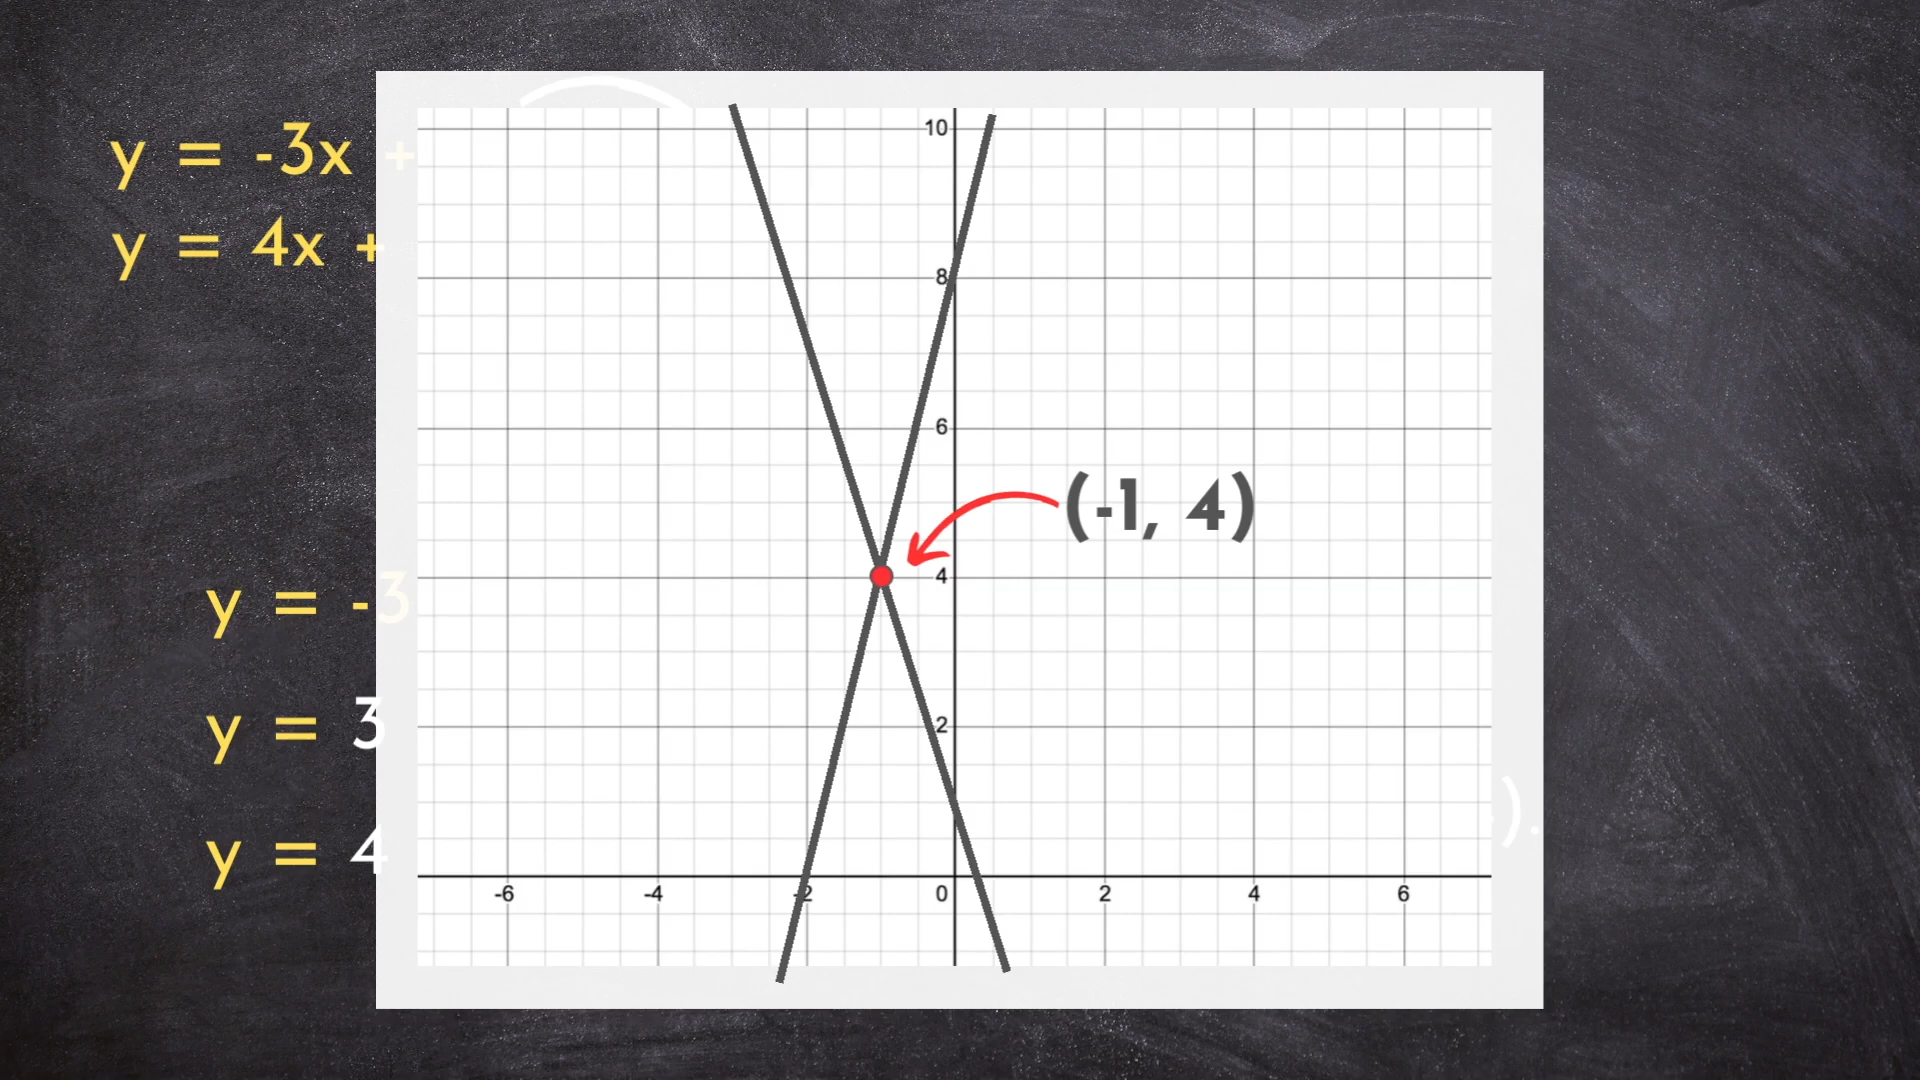 y = -3x +
y = 4x +
10
8
6
(-1, 4)
4
y = -3
2
y = 3
).
y = 4
-6 -4 -2 0 2 4 6